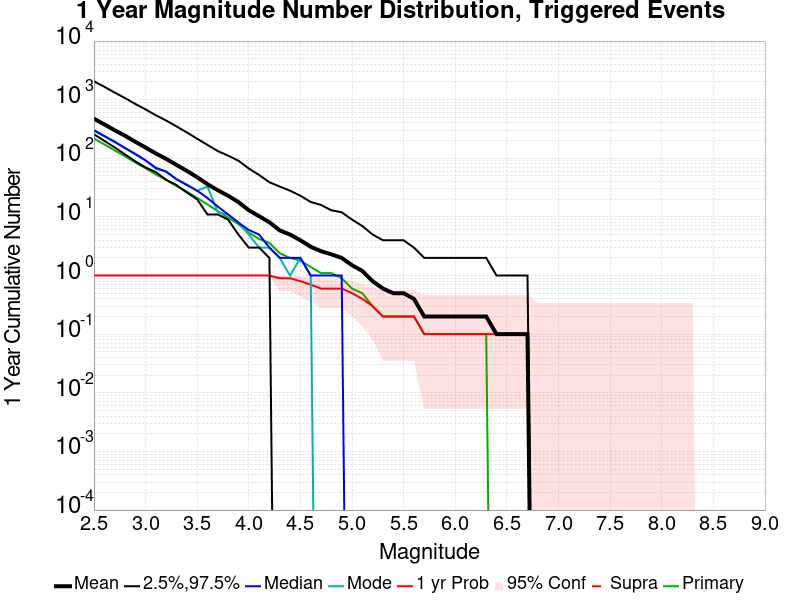 1 Year Magnitude Number Distribution, Triggered Events
1 Year Cumulative Number
10^4
10^3
10^2
10^1
10^0
10^-1
10^-2
10^-3
10^-4
2.5 3.0 3.5 4.0 4.5 5.0 5.5 6.0 6.5 7.0 7.5 8.0 8.5 9.0
Magnitude
Mean 2.5%,97.5% Median Mode 1 yr Prob 95% Conf Supra Primary